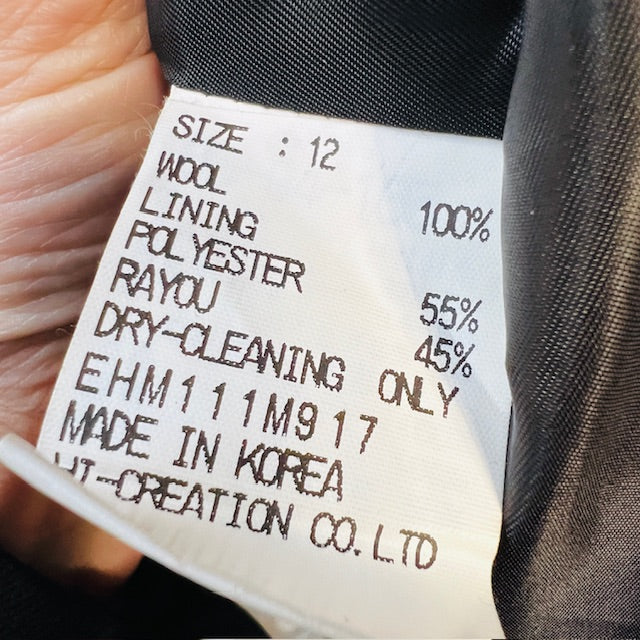 SIZE : 12
WOOL 100%
LINING
POLYESTER 55%
RAYOU 45%
DRY-CLEANING ONLY
EHM111M917
MADE IN KOREA
HI-CREATION CO.LTD